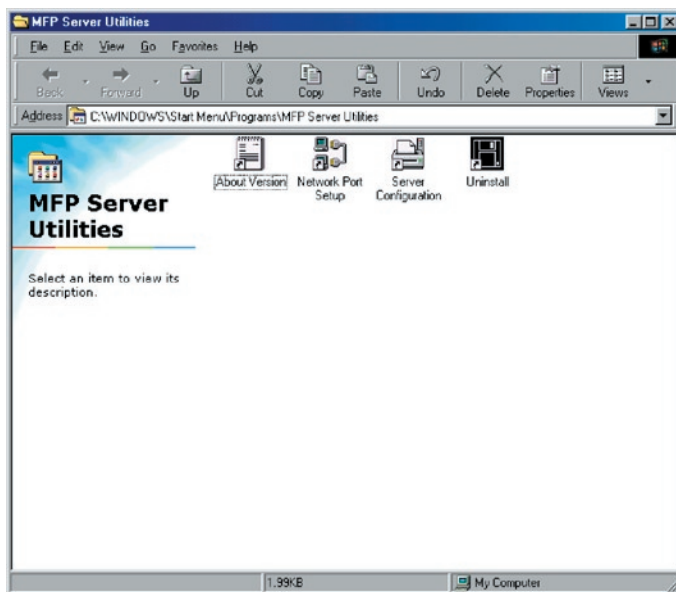 MFP Server Utilities
File Edit View Go Favorites Help
Back Forward Up Cut Copy Paste Undo Delete Properties Views
Address C:\WINDOWS\Start Menu\Programs\MFP Server Utilities
MFP Server
Utilities
Select an item to view its
description.
About Version
Network Port
Setup
Server
Configuration
Uninstall
1.99KB
My Computer